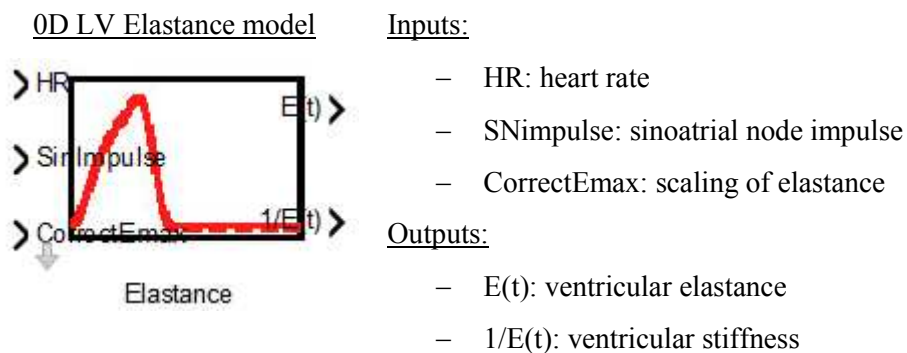 0D LV Elastance model
HR
SinImpulse
CorrectEmax
E(t)
1/E(t)
Elastance
Inputs:
– HR: heart rate
– SNimpulse: sinoatrial node impulse
– CorrectEmax: scaling of elastance
Outputs:
– E(t): ventricular elastance
– 1/E(t): ventricular stiffness